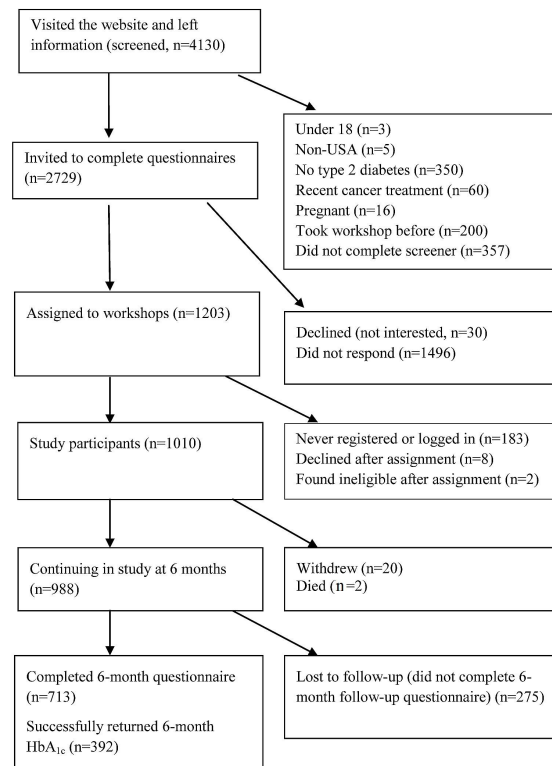 Visited the website and left
information (screened, n=4130)
Under 18 (n=3)
Non-USA (n=5)
No type 2 diabetes (n=350)
Recent cancer treatment (n=60)
Pregnant (n=16)
Took workshop before (n=200)
Did not complete screener (n=357)
Invited to complete questionnaires
(n=2729)
Declined (not interested, n=30)
Did not respond (n=1496)
Assigned to workshops (n=1203)
Never registered or logged in (n=183)
Declined after assignment (n=8)
Found ineligible after assignment (n=2)
Study participants (n=1010)
Withdrew (n=20)
Died (n=2)
Continuing in study at 6 months
(n=988)
Lost to follow-up (did not complete 6-
month follow-up questionnaire) (n=275)
Completed 6-month questionnaire
(n=713)
Successfully returned 6-month
HbA1c (n=392)